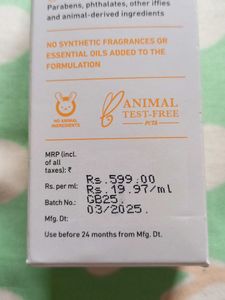 Parabens, phthalates, other iffies
and animal-derived ingredients
NO SYNTHETIC FRAGRANCES OR
ESSENTIAL OILS ADDED TO THE
FORMULATION
NO ANIMAL
INGREDIENTS
ANIMAL
TEST-FREE
PETA
MRP (incl.
of all
taxes): ₹
Rs.599.00
Rs. per ml: Rs.19.97/ml
Batch No.: GB25.
Mfg. Dt: 03/2025.
Use before 24 months from Mfg. Dt.